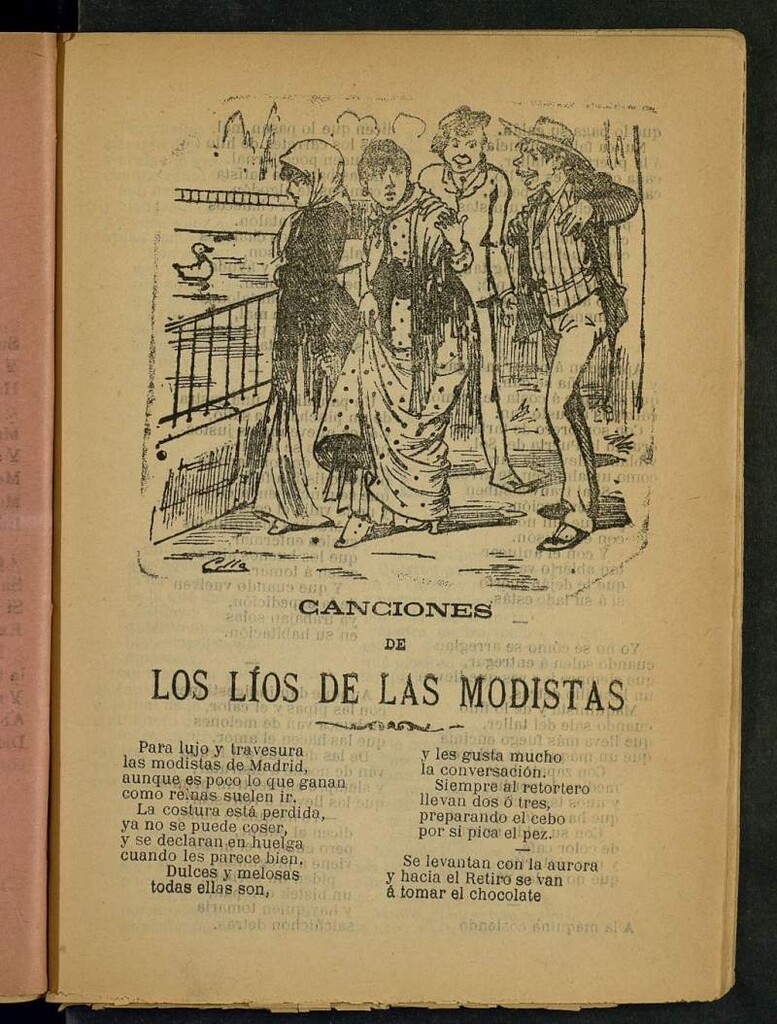 CANCIONES
DE
LOS LÍOS DE LAS MODISTAS
Para lujo y travesura
las modistas de Madrid,
aunque es poco lo que ganan
como reinas suelen ir.
La costura está perdida,
ya no se puede coser,
y se declaran en huelga
cuando les parece bien.
Dulces y melosas
todas ellas son,
y les gusta mucho
la conversación.
Siempre al retortero
llevan dos ó tres,
preparando el cebo
por si pica el pez.
Se levantan con la aurora
y hacia el Retiro se van
á tomar el chocolate